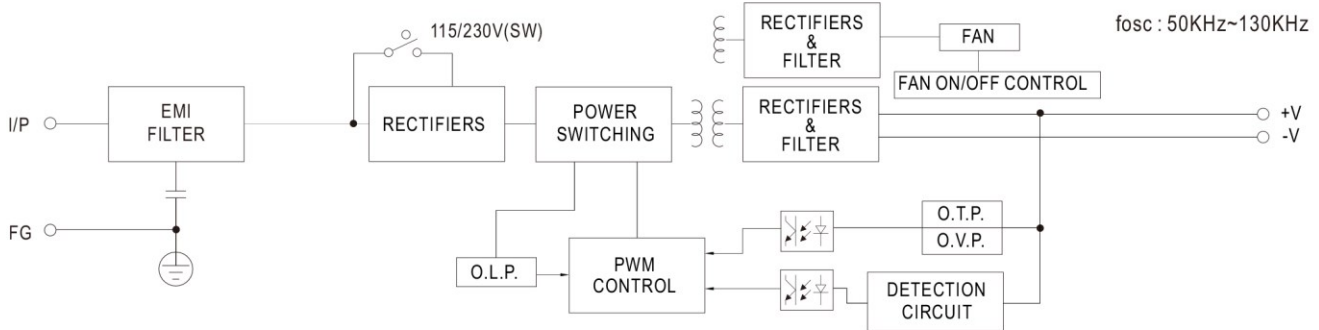 115/230V(SW)
RECTIFIERS
&
FILTER
FAN
fosc : 50KHz~130KHz
FAN ON/OFF CONTROL
I/P
EMI
FILTER
RECTIFIERS
POWER
SWITCHING
RECTIFIERS
&
FILTER
+V
-V
FG
O.L.P.
PWM
CONTROL
O.T.P.
O.V.P.
DETECTION
CIRCUIT